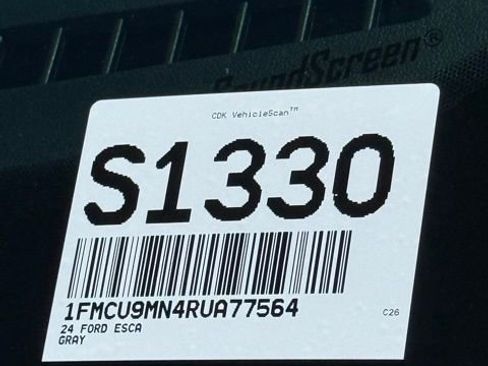 SoundScreen®
CDK VehicleScan™
S1330
1FMCU9MN4RUA77564
C26
24 FORD ESCA
GRAY